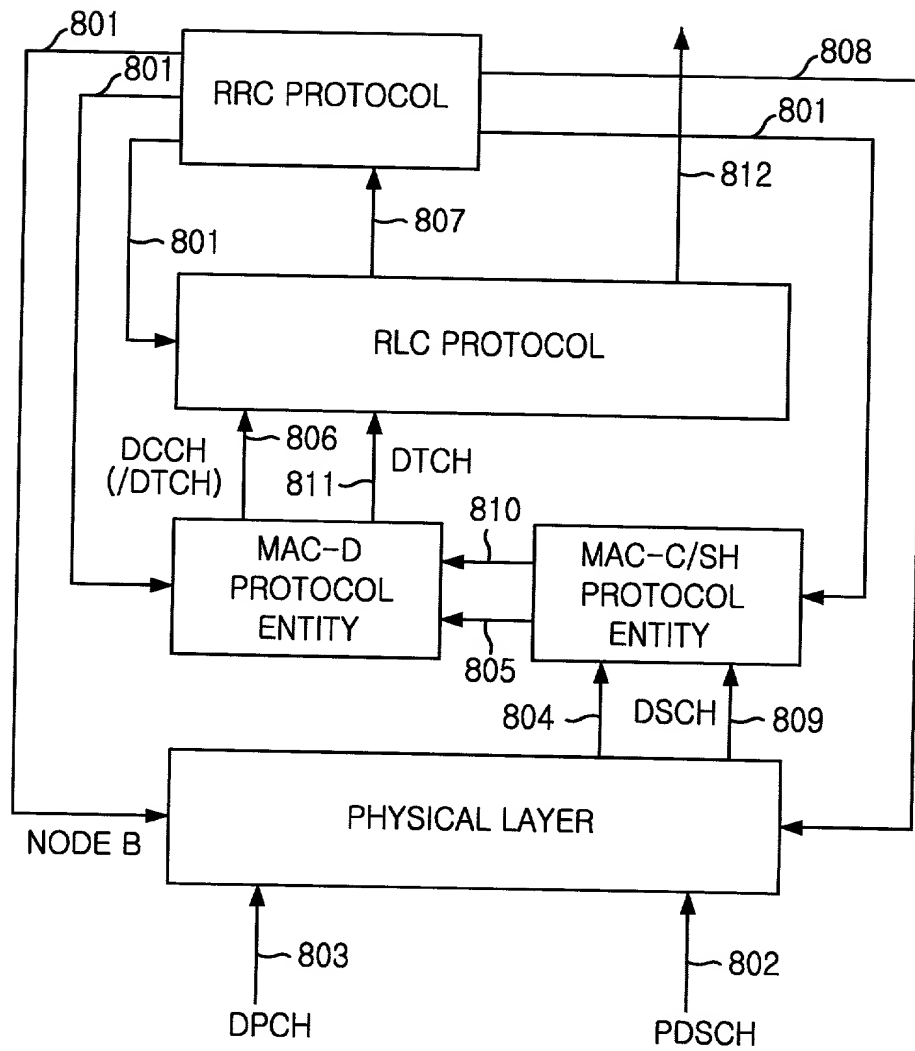 801
801
808
RRC PROTOCOL
801
812
807
801
RLC PROTOCOL
DCCH
(/DTCH)
806
811
DTCH
810
MAC-D
PROTOCOL
ENTITY
MAC-C/SH
PROTOCOL
ENTITY
805
804
DSCH
809
PHYSICAL LAYER
NODE B
803
802
DPCH
PDSCH